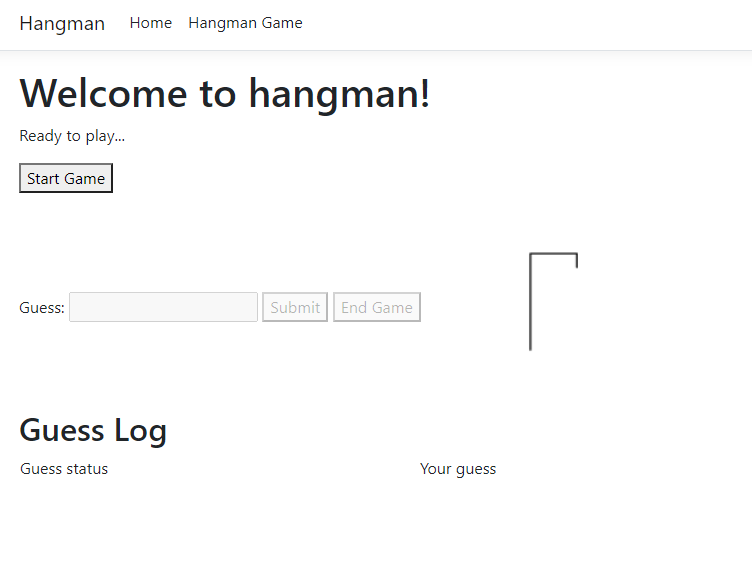 Hangman Home Hangman Game
Welcome to hangman!
Ready to play...
Start Game
Guess: Submit End Game
Guess Log
Guess status Your guess